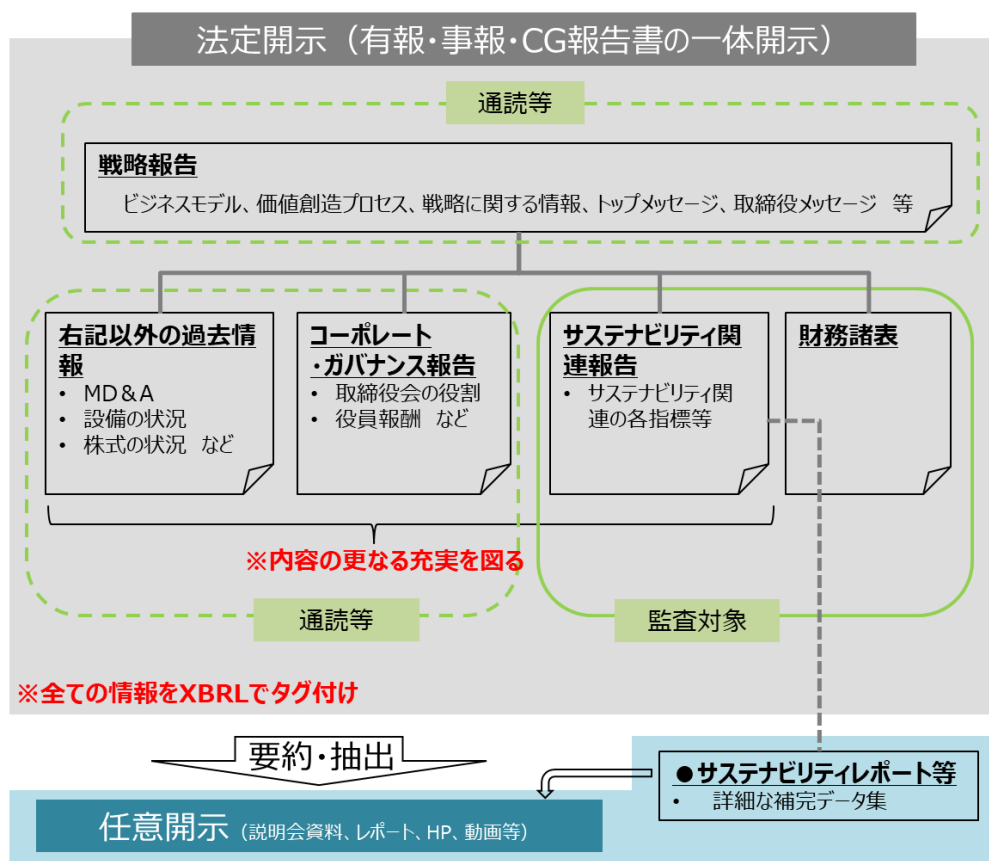 法定開示（有報・事報・CG報告書の一体開示）
通読等
戦略報告
ビジネスモデル、価値創造プロセス、戦略に関する情報、トップメッセージ、取締役メッセージ 等
右記以外の過去情
報
• MD＆A
• 設備の状況
• 株式の状況 など
コーポレート
・ガバナンス報告
• 取締役会の役割
• 役員報酬 など
サステナビリティ関
連報告
• サステナビリティ関
連の各指標等
財務諸表
※内容の更なる充実を図る
通読等
監査対象
※全ての情報をXBRLでタグ付け
要約・抽出
●サステナビリティレポート等
• 詳細な補完データ集
任意開示（説明会資料、レポート、HP、動画等）